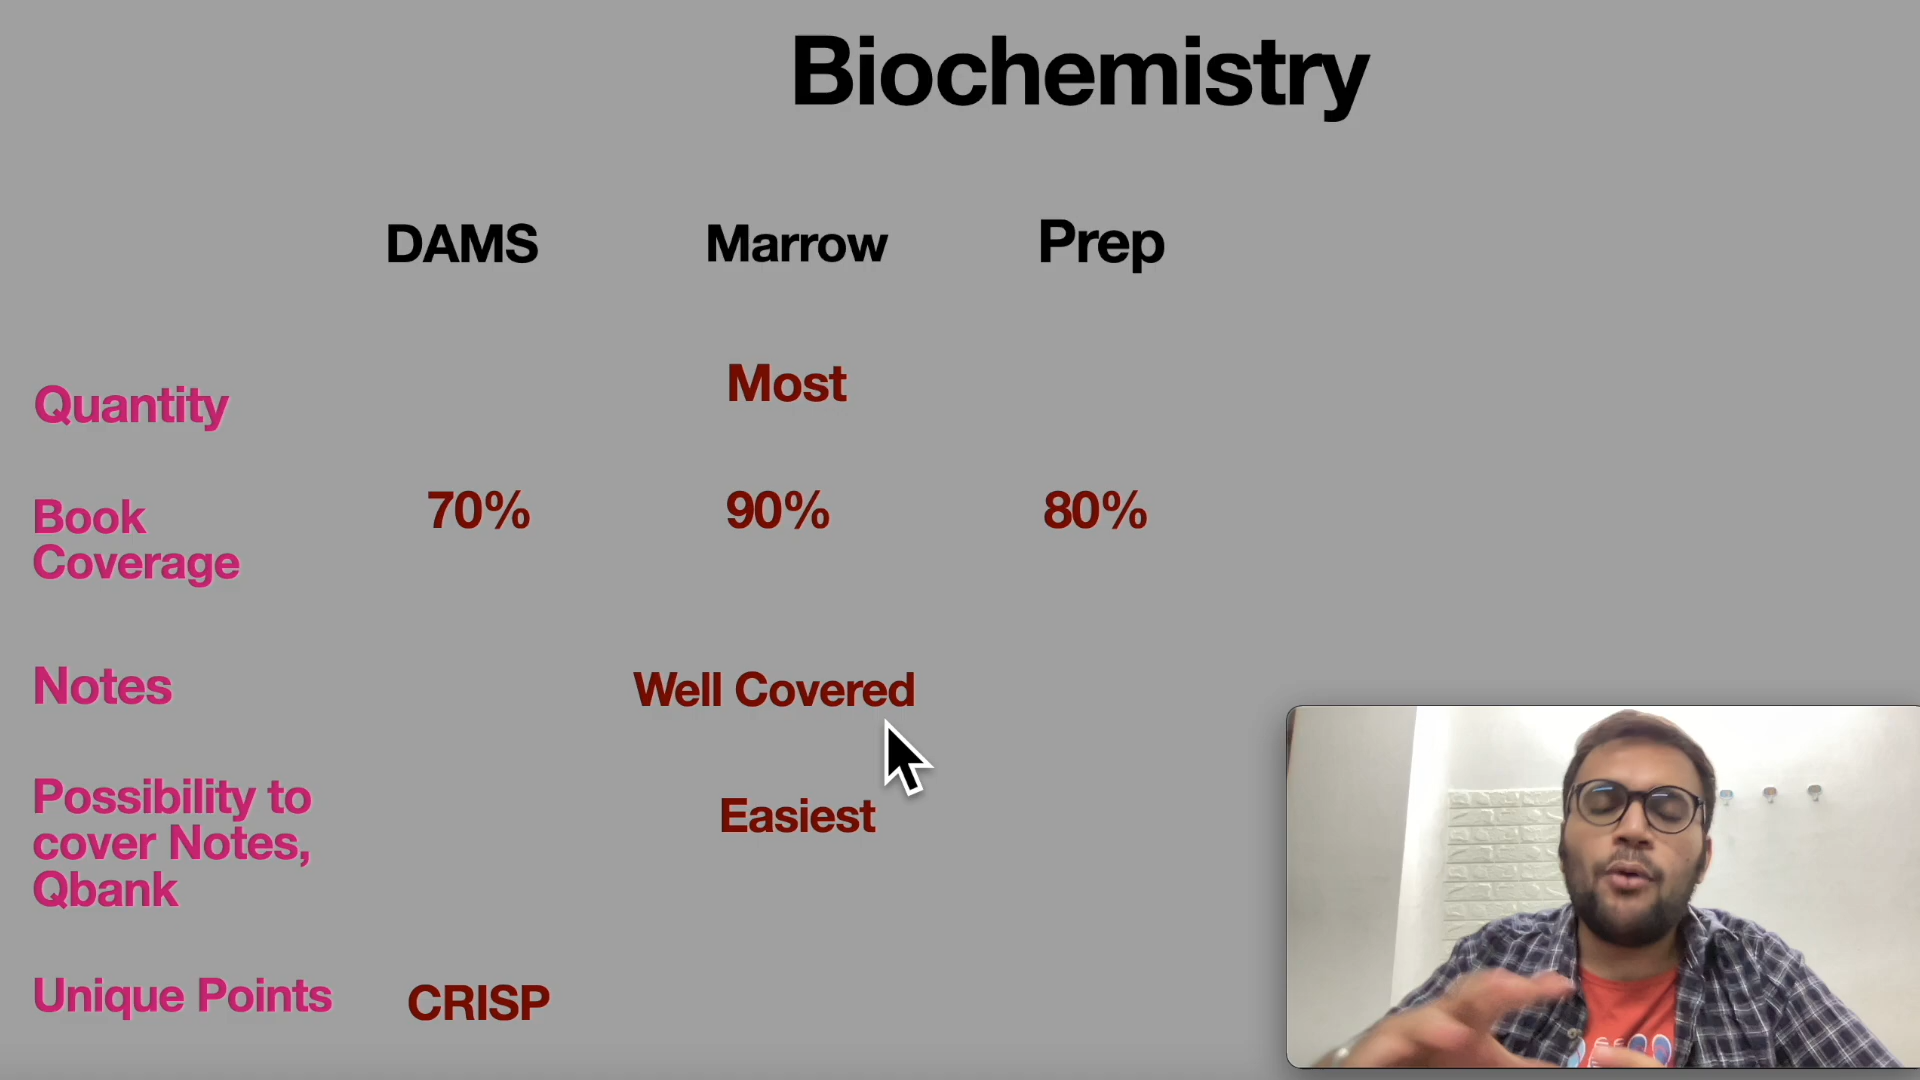 Biochemistry
DAMS Marrow Prep
Quantity Most
Book
Coverage
70% 90% 80%
Notes Well Covered
Possibility to
cover Notes,
Qbank
Easiest
Unique Points CRISP